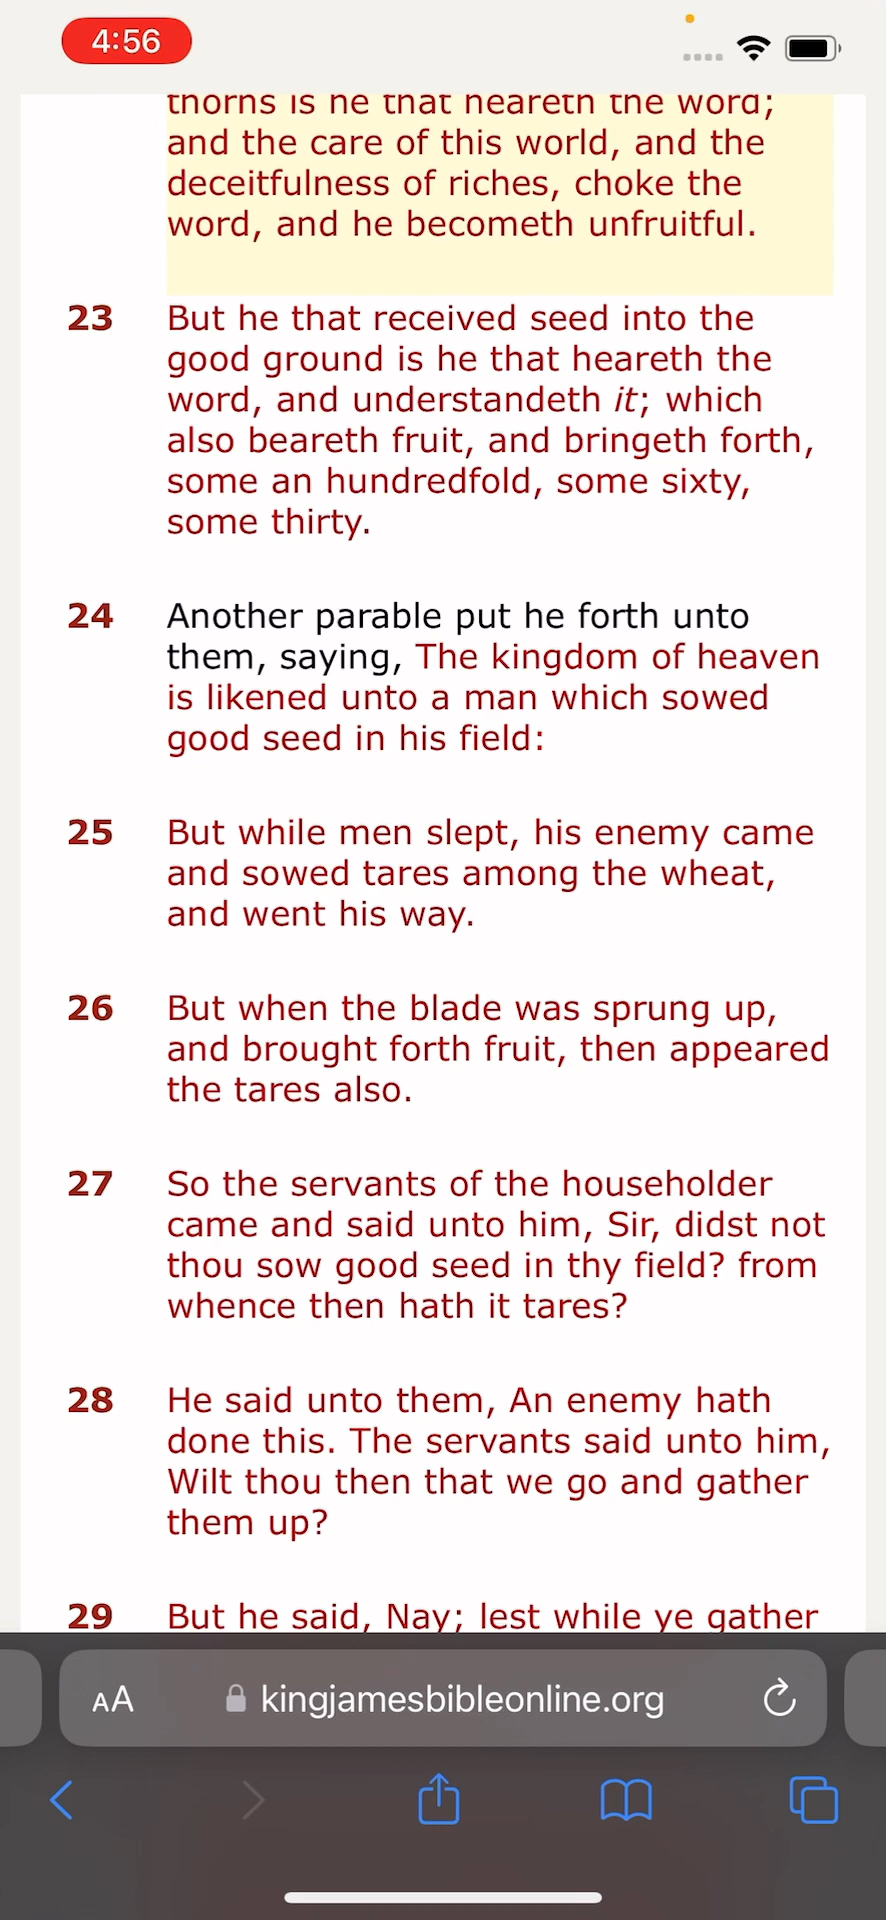 4:56
thorns is he that heareth the word;
and the care of this world, and the
deceitfulness of riches, choke the
word, and he becometh unfruitful.
23 But he that received seed into the
good ground is he that heareth the
word, and understandeth it; which
also beareth fruit, and bringeth forth,
some an hundredfold, some sixty,
some thirty.
24 Another parable put he forth unto
them, saying, The kingdom of heaven
is likened unto a man which sowed
good seed in his field:
25 But while men slept, his enemy came
and sowed tares among the wheat,
and went his way.
26 But when the blade was sprung up,
and brought forth fruit, then appeared
the tares also.
27 So the servants of the householder
came and said unto him, Sir, didst not
thou sow good seed in thy field? from
whence then hath it tares?
28 He said unto them, An enemy hath
done this. The servants said unto him,
Wilt thou then that we go and gather
them up?
29 But he said, Nay; lest while ye gather
AA kingjamesbibleonline.org